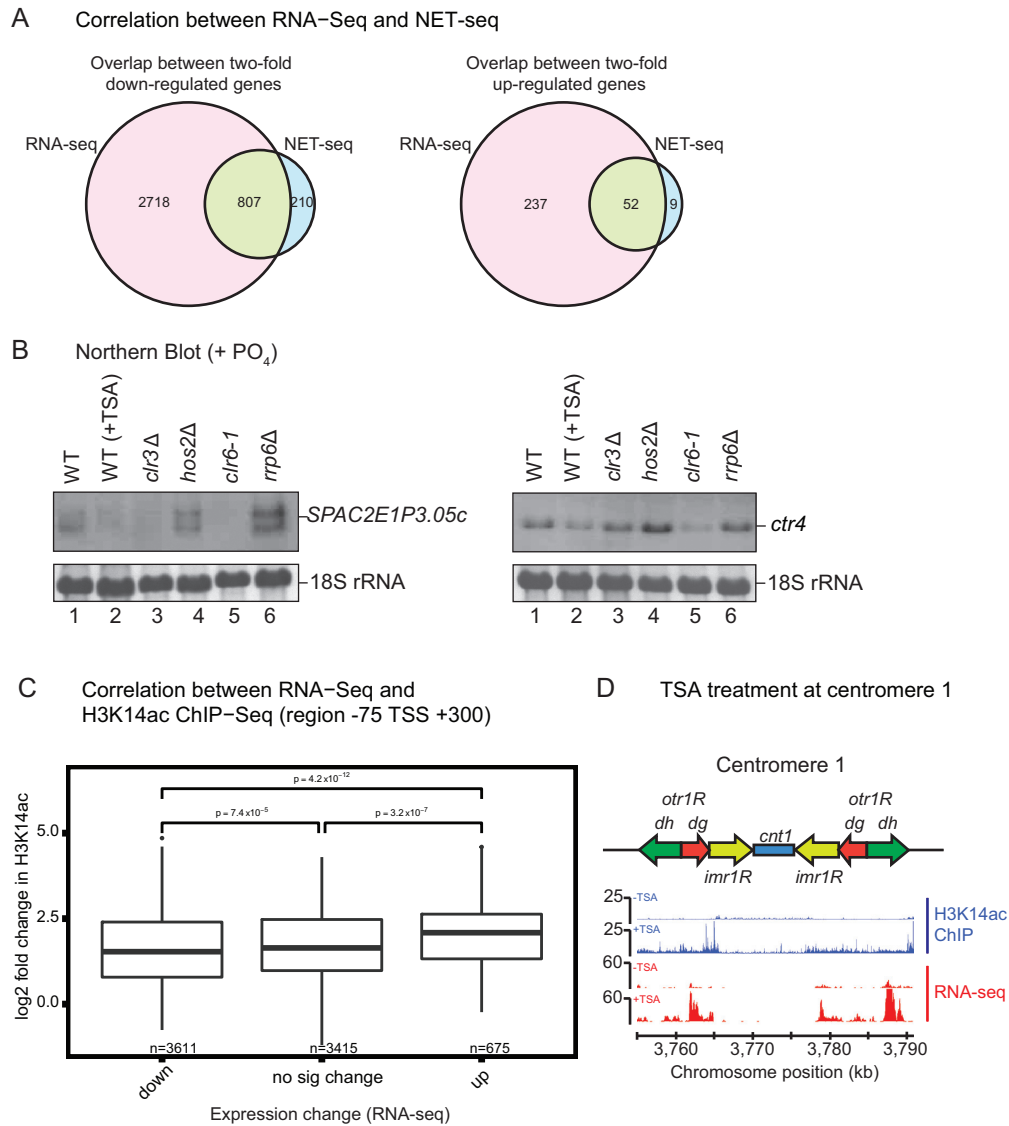 A Correlation between RNA−Seq and NET-seq
Overlap between two-fold
down-regulated genes
Overlap between two-fold
up-regulated genes
RNA-seq NET-seq
RNA-seq NET-seq
2718 807 210
237 52 9
B Northern Blot (+ PO4)
WT
WT (+TSA)
clr3Δ
hos2Δ
clr6-1
rrp6Δ
SPAC2E1P3.05c
18S rRNA
1 2 3 4 5 6
WT
WT (+TSA)
clr3Δ
hos2Δ
clr6-1
rrp6Δ
ctr4
18S rRNA
1 2 3 4 5 6
C Correlation between RNA−Seq and
H3K14ac ChIP−Seq (region -75 TSS +300)
log2 fold change in H3K14ac
5.0
2.5
0.0
p = 4.2 x10−12
p = 7.4 x10−5
p = 3.2 x10−7
n=3611 n=3415 n=675
down no sig change up
Expression change (RNA-seq)
D TSA treatment at centromere 1
Centromere 1
otr1R otr1R
dh dg cnt1 dg dh
imr1R imr1R
25 -TSA
25 +TSA
H3K14ac
ChIP
60 -TSA
60 +TSA
RNA-seq
3,760 3,770 3,780 3,790
Chromosome position (kb)